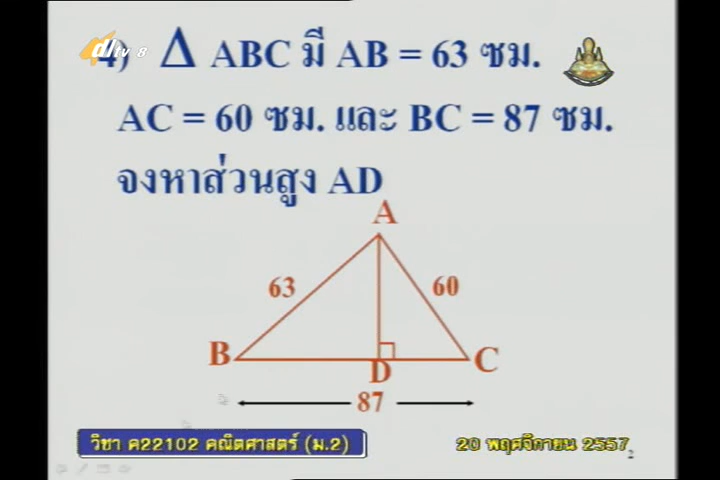 dltv 8
4) Δ ABC มี AB = 63 ซม.
AC = 60 ซม. และ BC = 87 ซม.
จงหาส่วนสูง AD
A
63
60
B
D
C
87
วิชา ค22102 คณิตศาสตร์ (ม.2)
20 พฤศจิกายน 2557
2